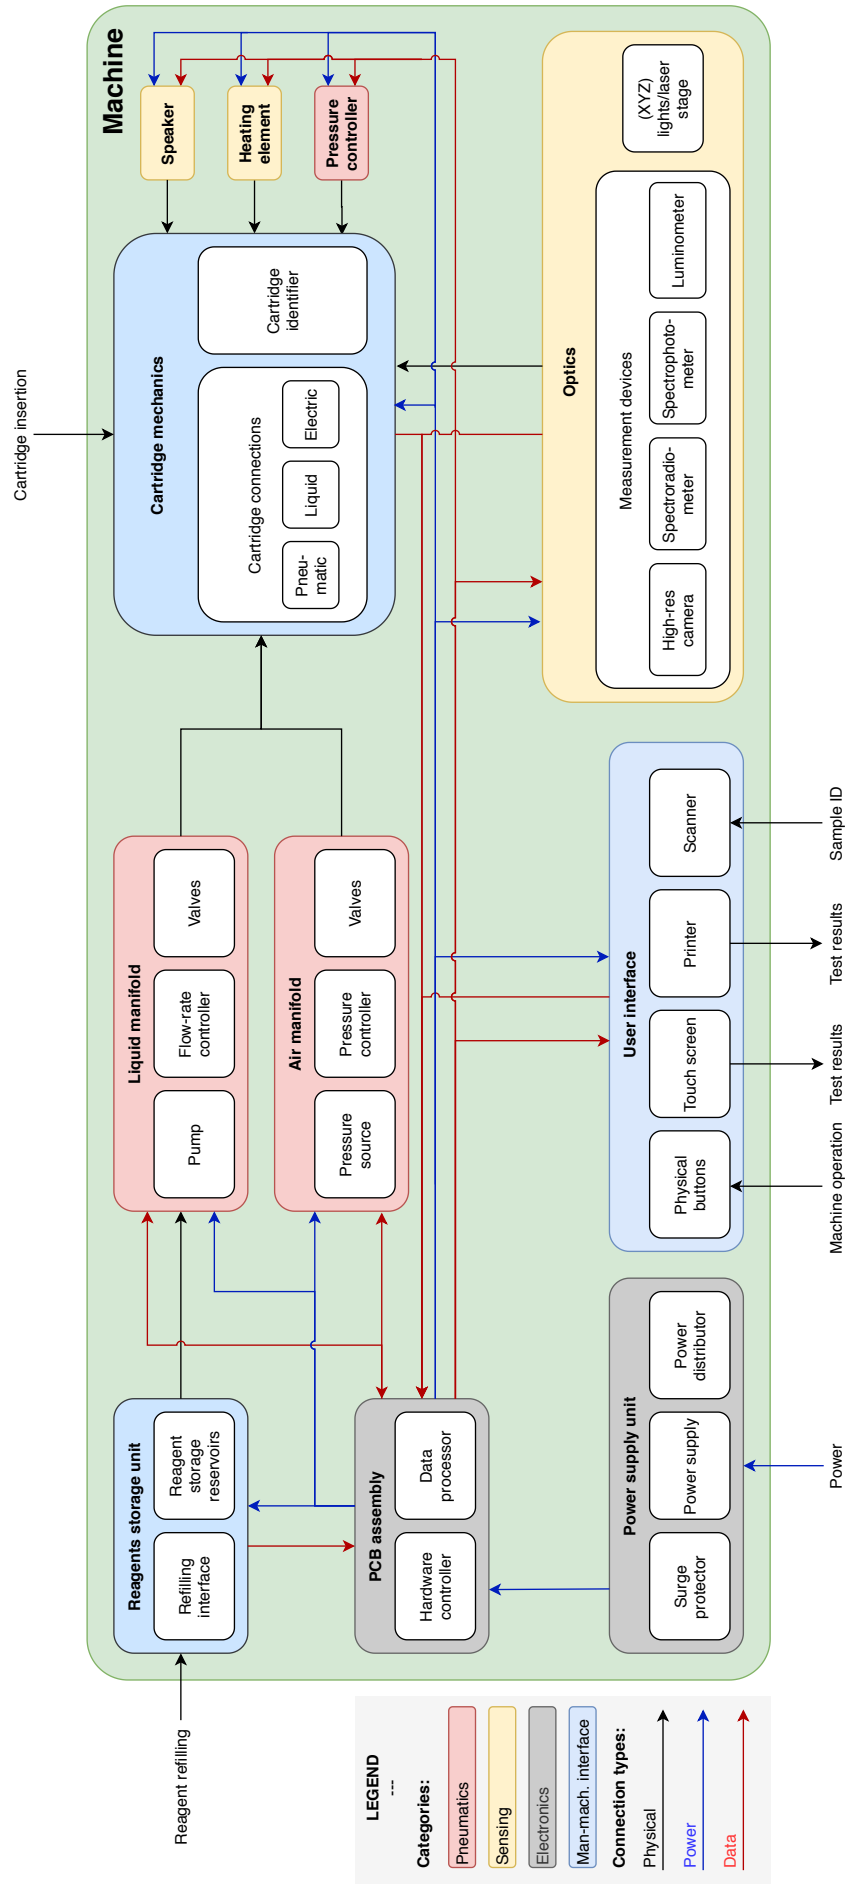 Machine
Reagent refilling
Cartridge insertion
Reagents storage unit
Refilling
interface
Reagent
storage
reservoirs
Liquid manifold
Pump
Flow-rate
controller
Valves
Air manifold
Pressure
source
Pressure
controller
Valves
Cartridge mechanics
Cartridge connections
Pneu-
matic
Liquid
Electric
Cartridge
identifier
Speaker
Heating
element
Pressure
controller
PCB assembly
Hardware
controller
Data
processor
Power supply unit
Surge
protector
Power supply
Power
distributor
User interface
Physical
buttons
Touch screen
Printer
Scanner
Optics
Measurement devices
High-res
camera
Spectroradio-
meter
Spectrophoto-
meter
Luminometer
(XYZ)
lights/laser
stage
Power
Machine operation
Test results
Test results
Sample ID
LEGEND
---
Categories:
Pneumatics
Sensing
Electronics
Man-mach. interface
Connection types:
Physical
Power
Data